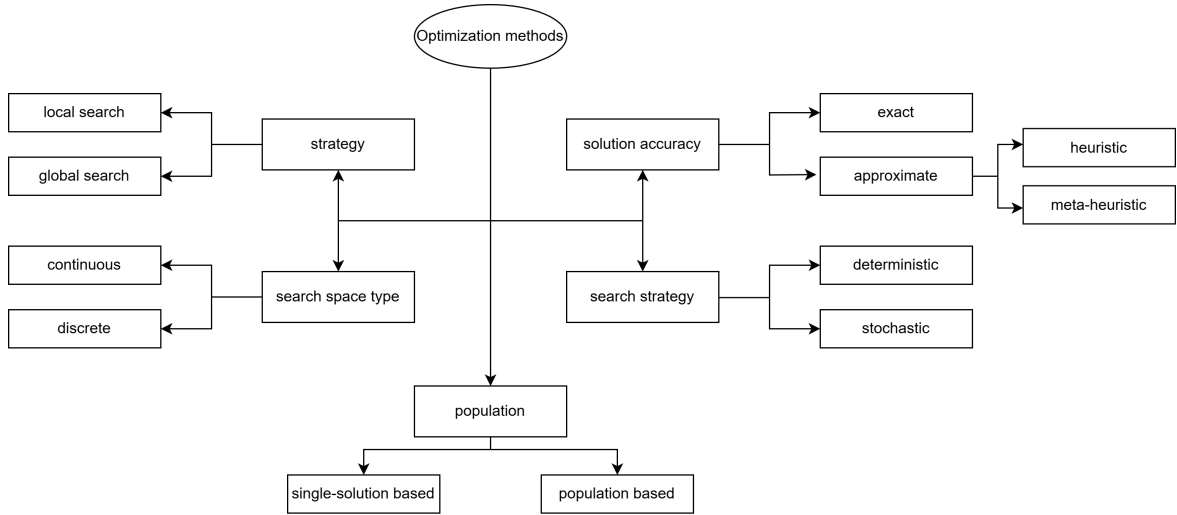 Optimization methods
local search
global search
strategy
solution accuracy
exact
approximate
heuristic
meta-heuristic
continuous
discrete
search space type
search strategy
deterministic
stochastic
population
single-solution based
population based